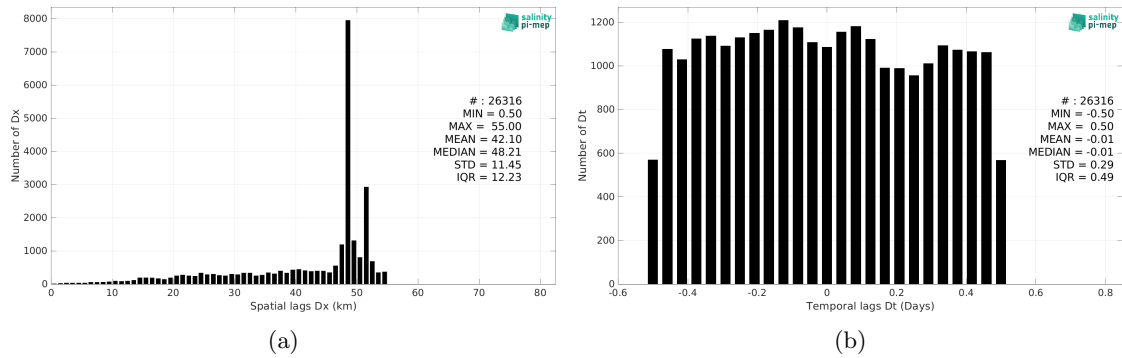 salinity
pi-mep
8000
7000
6000
5000
4000
3000
2000
1000
0
Number of Dx
# : 26316
MIN = 0.50
MAX = 55.00
MEAN = 42.10
MEDIAN = 48.21
STD = 11.45
IQR = 12.23
0 10 20 30 40 50 60 70 80
Spatial lags Dx (km)
(a)
salinity
pi-mep
1200
1000
800
600
400
200
0
Number of Dt
# : 26316
MIN = -0.50
MAX = 0.50
MEAN = -0.01
MEDIAN = -0.01
STD = 0.29
IQR = 0.49
-0.6 -0.4 -0.2 0 0.2 0.4 0.6 0.8
Temporal lags Dt (Days)
(b)